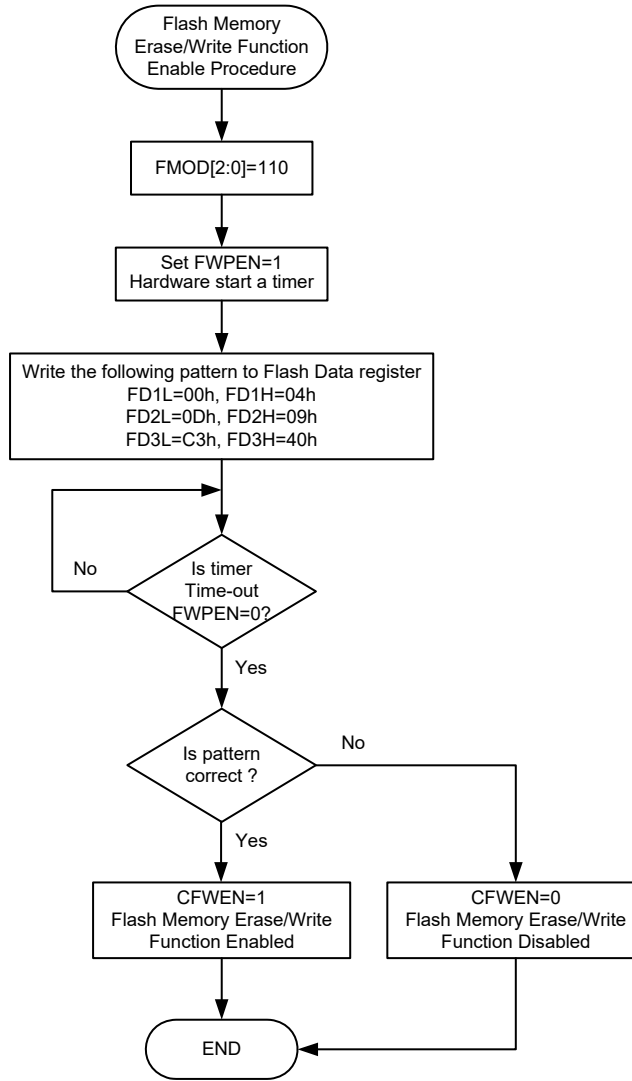 Flash Memory
Erase/Write Function
Enable Procedure
FMOD[2:0]=110
Set FWPEN=1
Hardware start a timer
Write the following pattern to Flash Data register
FD1L=00h, FD1H=04h
FD2L=0Dh, FD2H=09h
FD3L=C3h, FD3H=40h
No
Is timer
Time-out
FWPEN=0?
Yes
Is pattern
correct ?
No
Yes
CFWEN=1
Flash Memory Erase/Write
Function Enabled
CFWEN=0
Flash Memory Erase/Write
Function Disabled
END